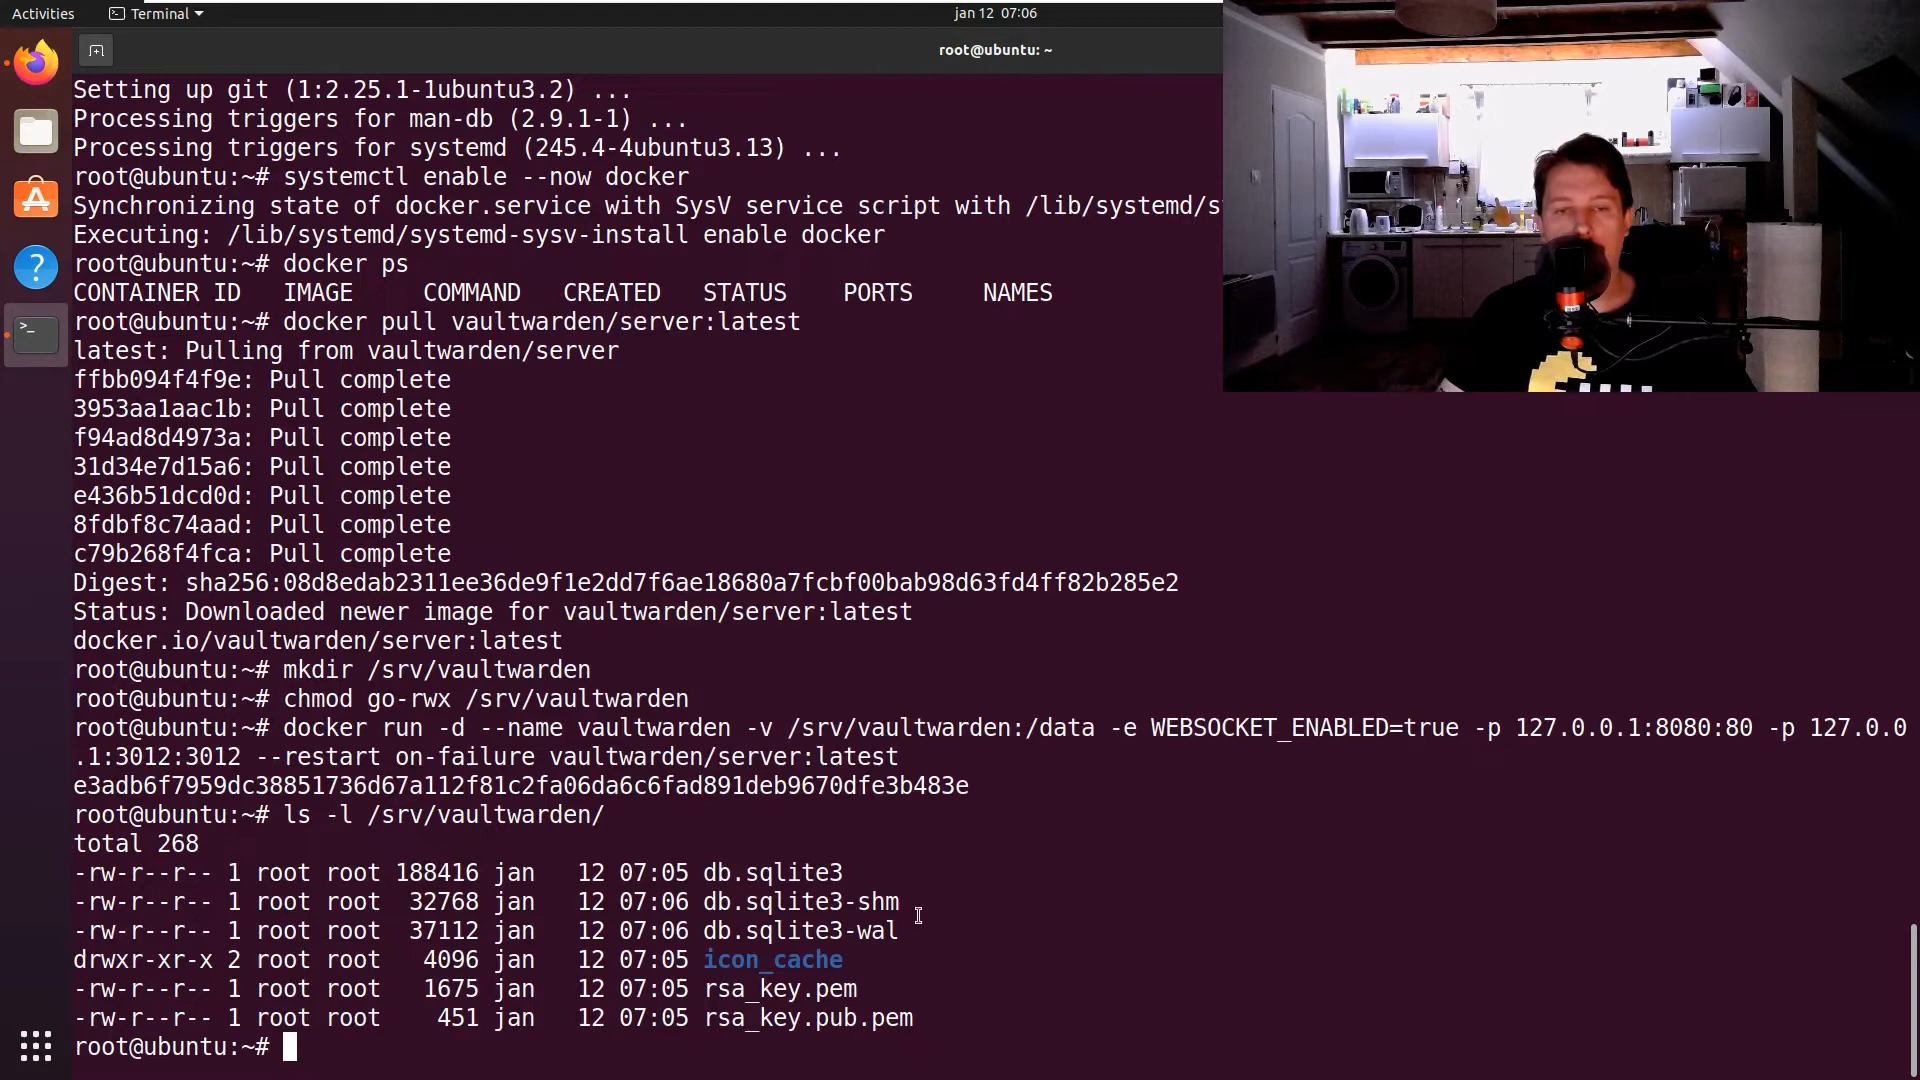 Activities
Terminal
jan 12 07:06
root@ubuntu: ~
Setting up git (1:2.25.1-1ubuntu3.2) ...
Processing triggers for man-db (2.9.1-1) ...
Processing triggers for systemd (245.4-4ubuntu3.13) ...
root@ubuntu:~# systemctl enable --now docker
Synchronizing state of docker.service with SysV service script with /lib/systemd/s
Executing: /lib/systemd/systemd-sysv-install enable docker
root@ubuntu:~# docker ps
CONTAINER ID   IMAGE     COMMAND   CREATED   STATUS    PORTS     NAMES
root@ubuntu:~# docker pull vaultwarden/server:latest
latest: Pulling from vaultwarden/server
ffbb094f4f9e: Pull complete
3953aa1aac1b: Pull complete
f94ad8d4973a: Pull complete
31d34e7d15a6: Pull complete
e436b51dcd0d: Pull complete
8fdbf8c74aad: Pull complete
c79b268f4fca: Pull complete
Digest: sha256:08d8edab2311ee36de9f1e2dd7f6ae18680a7fcbf00bab98d63fd4ff82b285e2
Status: Downloaded newer image for vaultwarden/server:latest
docker.io/vaultwarden/server:latest
root@ubuntu:~# mkdir /srv/vaultwarden
root@ubuntu:~# chmod go-rwx /srv/vaultwarden
root@ubuntu:~# docker run -d --name vaultwarden -v /srv/vaultwarden:/data -e WEBSOCKET_ENABLED=true -p 127.0.0.1:8080:80 -p 127.0.0
.1:3012:3012 --restart on-failure vaultwarden/server:latest
e3adb6f7959dc38851736d67a112f81c2fa06da6c6fad891deb9670dfe3b483e
root@ubuntu:~# ls -l /srv/vaultwarden/
total 268
-rw-r--r-- 1 root root 188416 jan   12 07:05 db.sqlite3
-rw-r--r-- 1 root root  32768 jan   12 07:06 db.sqlite3-shm
-rw-r--r-- 1 root root  37112 jan   12 07:06 db.sqlite3-wal
drwxr-xr-x 2 root root   4096 jan   12 07:05 icon_cache
-rw-r--r-- 1 root root   1675 jan   12 07:05 rsa_key.pem
-rw-r--r-- 1 root root    451 jan   12 07:05 rsa_key.pub.pem
root@ubuntu:~#